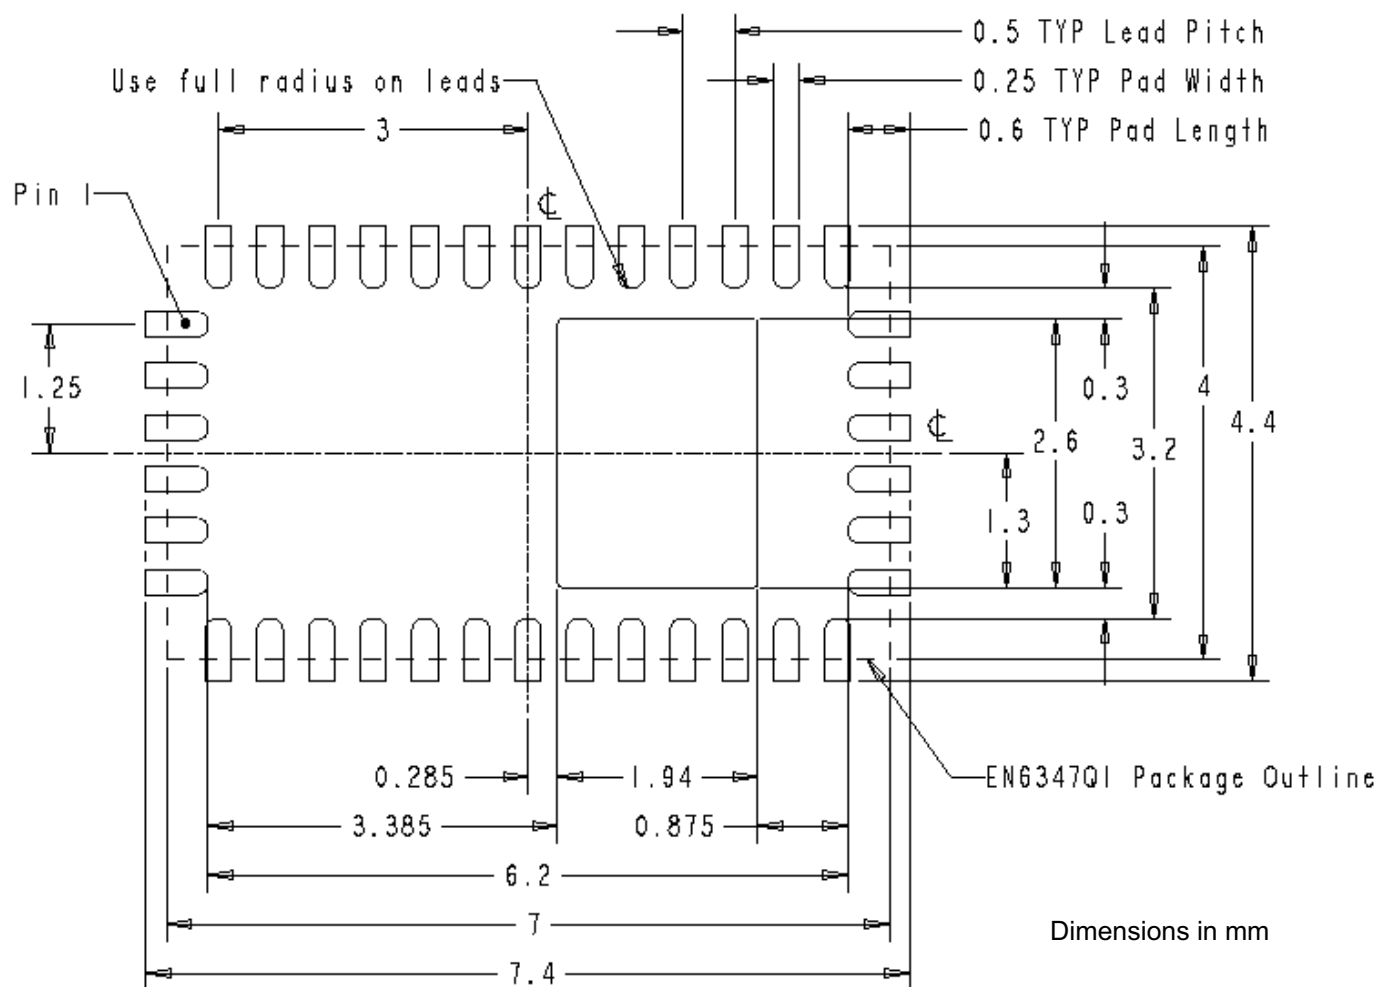 0.5 TYP Lead Pitch
Use full radius on leads
0.25 TYP Pad Width
3
0.6 TYP Pad Length
Pin 1
℄
1.25
0.3
4
4.4
℄
2.6
3.2
1.3
0.3
0.285
1.94
EN6347QI Package Outline
3.385
0.875
6.2
7
Dimensions in mm
7.4